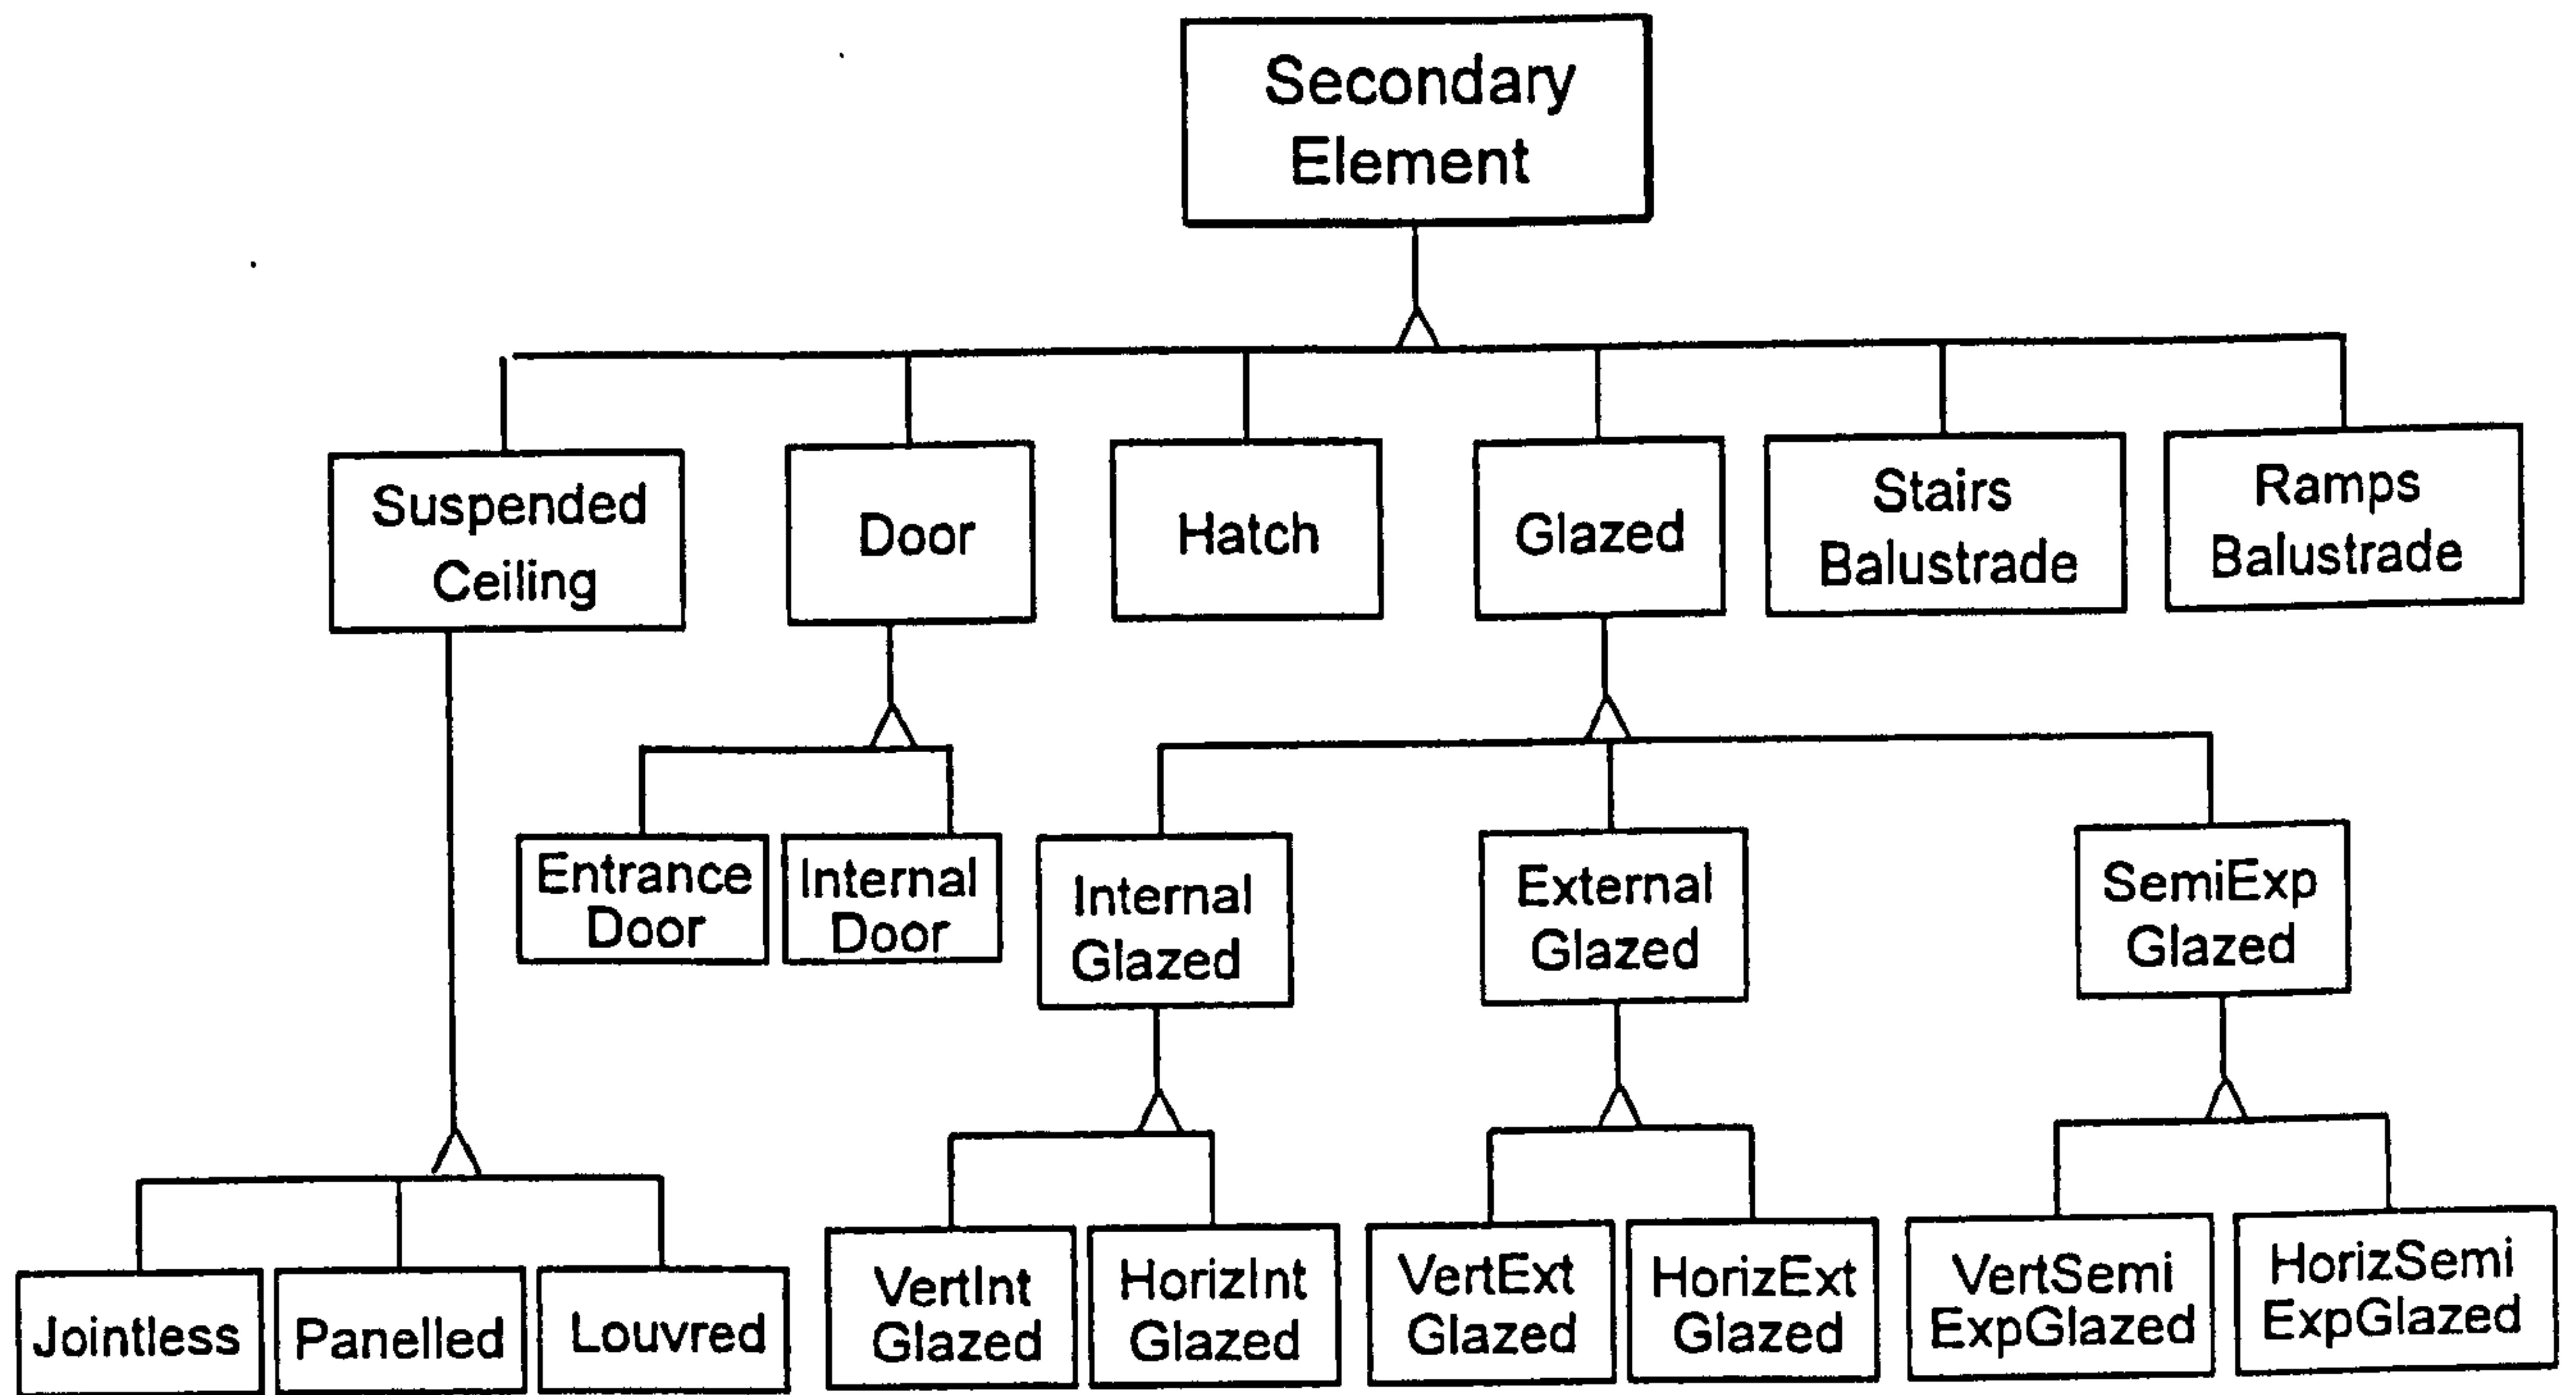 Secondary
Element
Suspended
Ceiling
Door
Hatch
Glazed
Stairs
Balustrade
Ramps
Balustrade
Entrance
Door
Internal
Door
Internal
Glazed
External
Glazed
SemiExp
Glazed
Jointless
Panelled
Louvred
VertInt
Glazed
HorizInt
Glazed
VertExt
Glazed
HorizExt
Glazed
VertSemi
ExpGlazed
HorizSemi
ExpGlazed